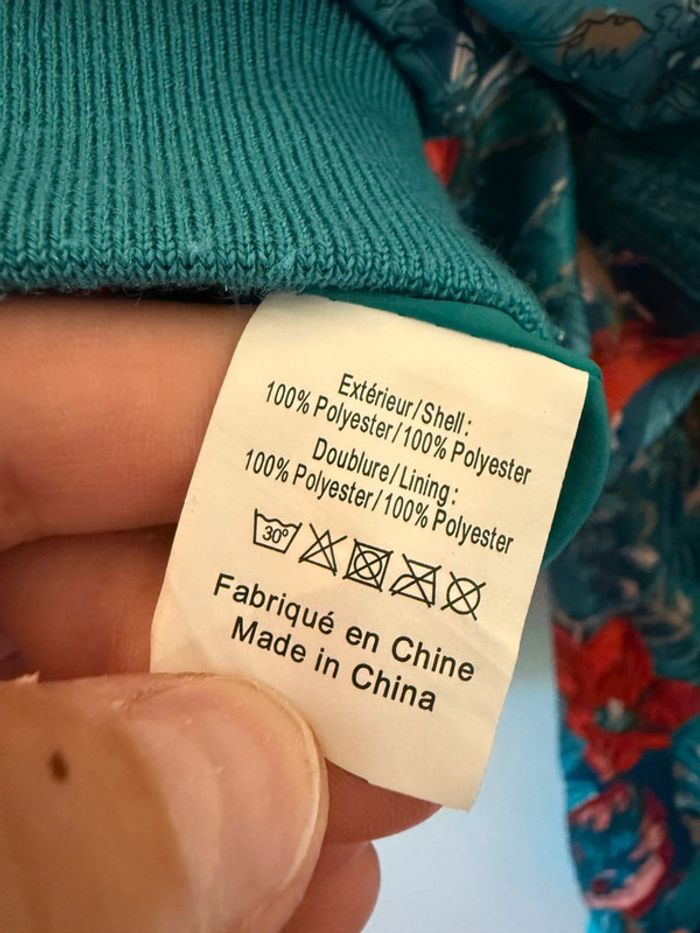 Extérieur/Shell:
100% Polyester/100% Polyester
Doublure/Lining:
100% Polyester/100% Polyester
30°
Fabriqué en Chine
Made in China